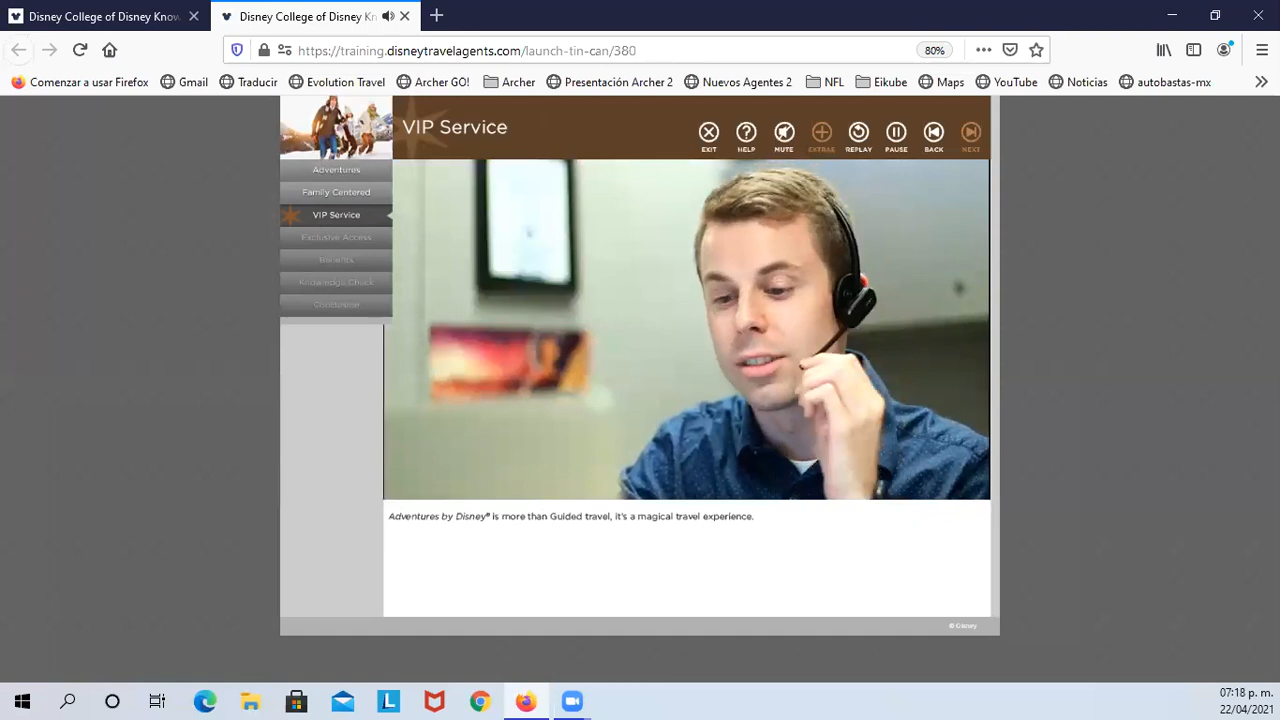 Disney College of Disney Know
Disney College of Disney Kn
https://training.disneytravelagents.com/launch-tin-can/380
80%
Comenzar a usar Firefox
Gmail
Traducir
Evolution Travel
Archer GO!
Archer
Presentación Archer 2
Nuevos Agentes 2
NFL
Eikube
Maps
YouTube
Noticias
autobastas-mx
VIP Service
EXIT
HELP
MUTE
EXTRAS
REPLAY
PAUSE
BACK
NEXT
Adventures
Family Centered
VIP Service
Exclusive Access
Benefits
Knowledge Check
Conclusion
Adventures by Disney® is more than Guided travel, it's a magical travel experience.
© Disney
07:18 p. m.
22/04/2021